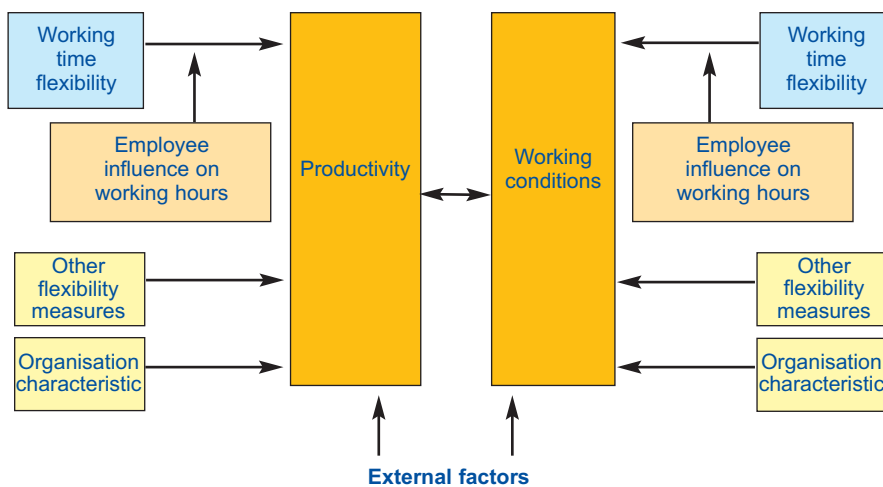 Working
time
flexibility
Employee
influence on
working hours
Other
flexibility
measures
Organisation
characteristic
Productivity
Working
conditions
Working
time
flexibility
Employee
influence on
working hours
Other
flexibility
measures
Organisation
characteristic
External factors